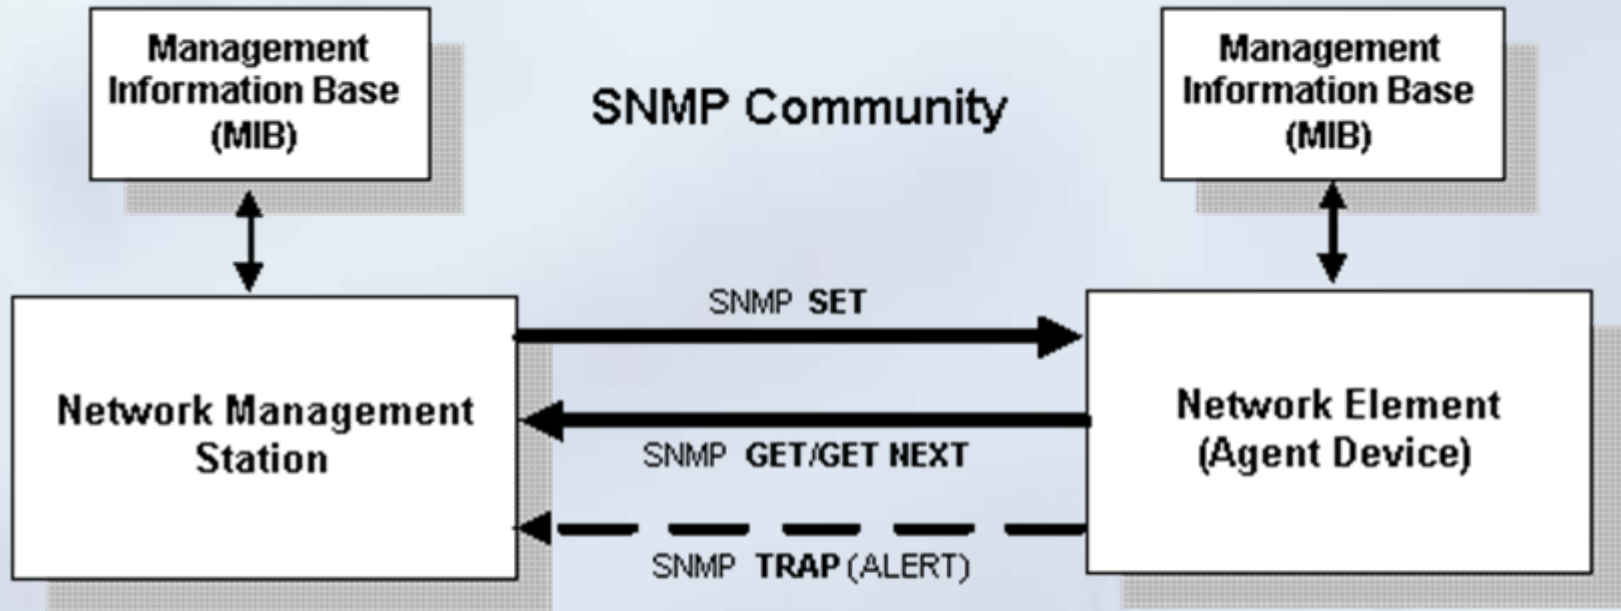 Management
Information Base
(MIB)
SNMP Community
Management
Information Base
(MIB)
SNMP SET
Network Management
Station
SNMP GET/GET NEXT
Network Element
(Agent Device)
SNMP TRAP (ALERT)